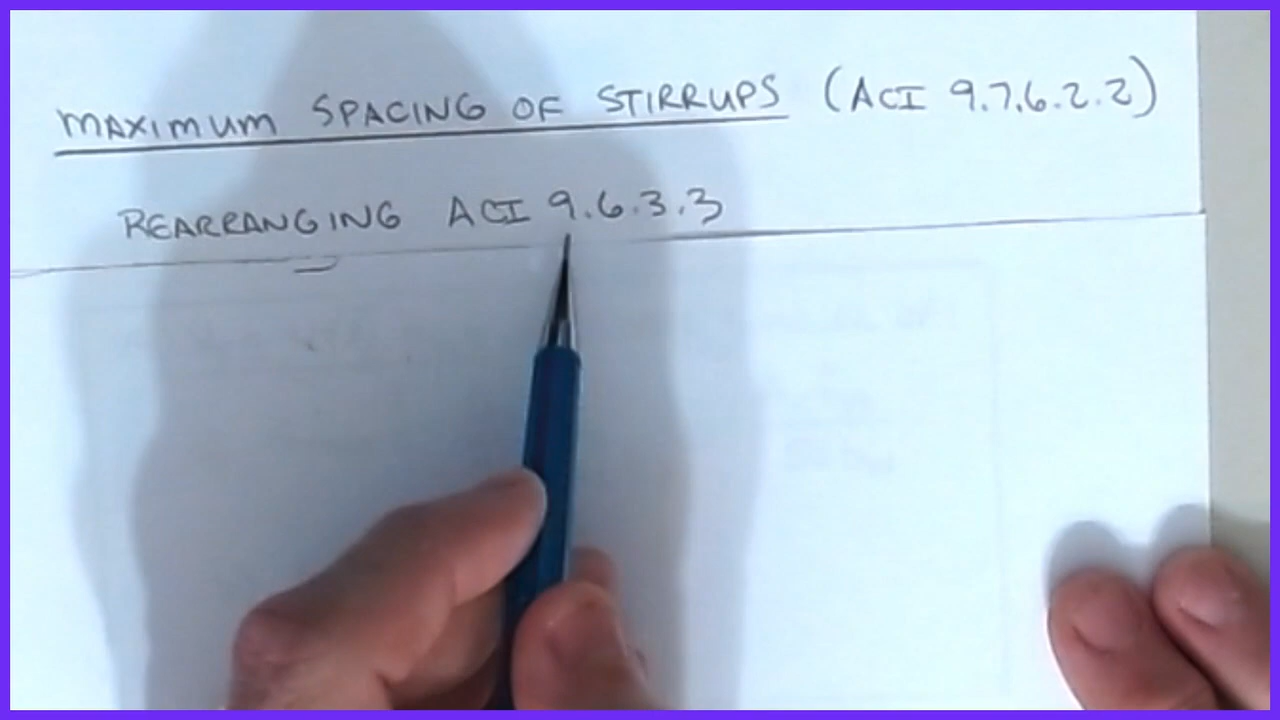 MAXIMUM SPACING OF STIRRUPS (ACI 9.7.6.2.2)
REARRANGING ACI 9.6.3.3